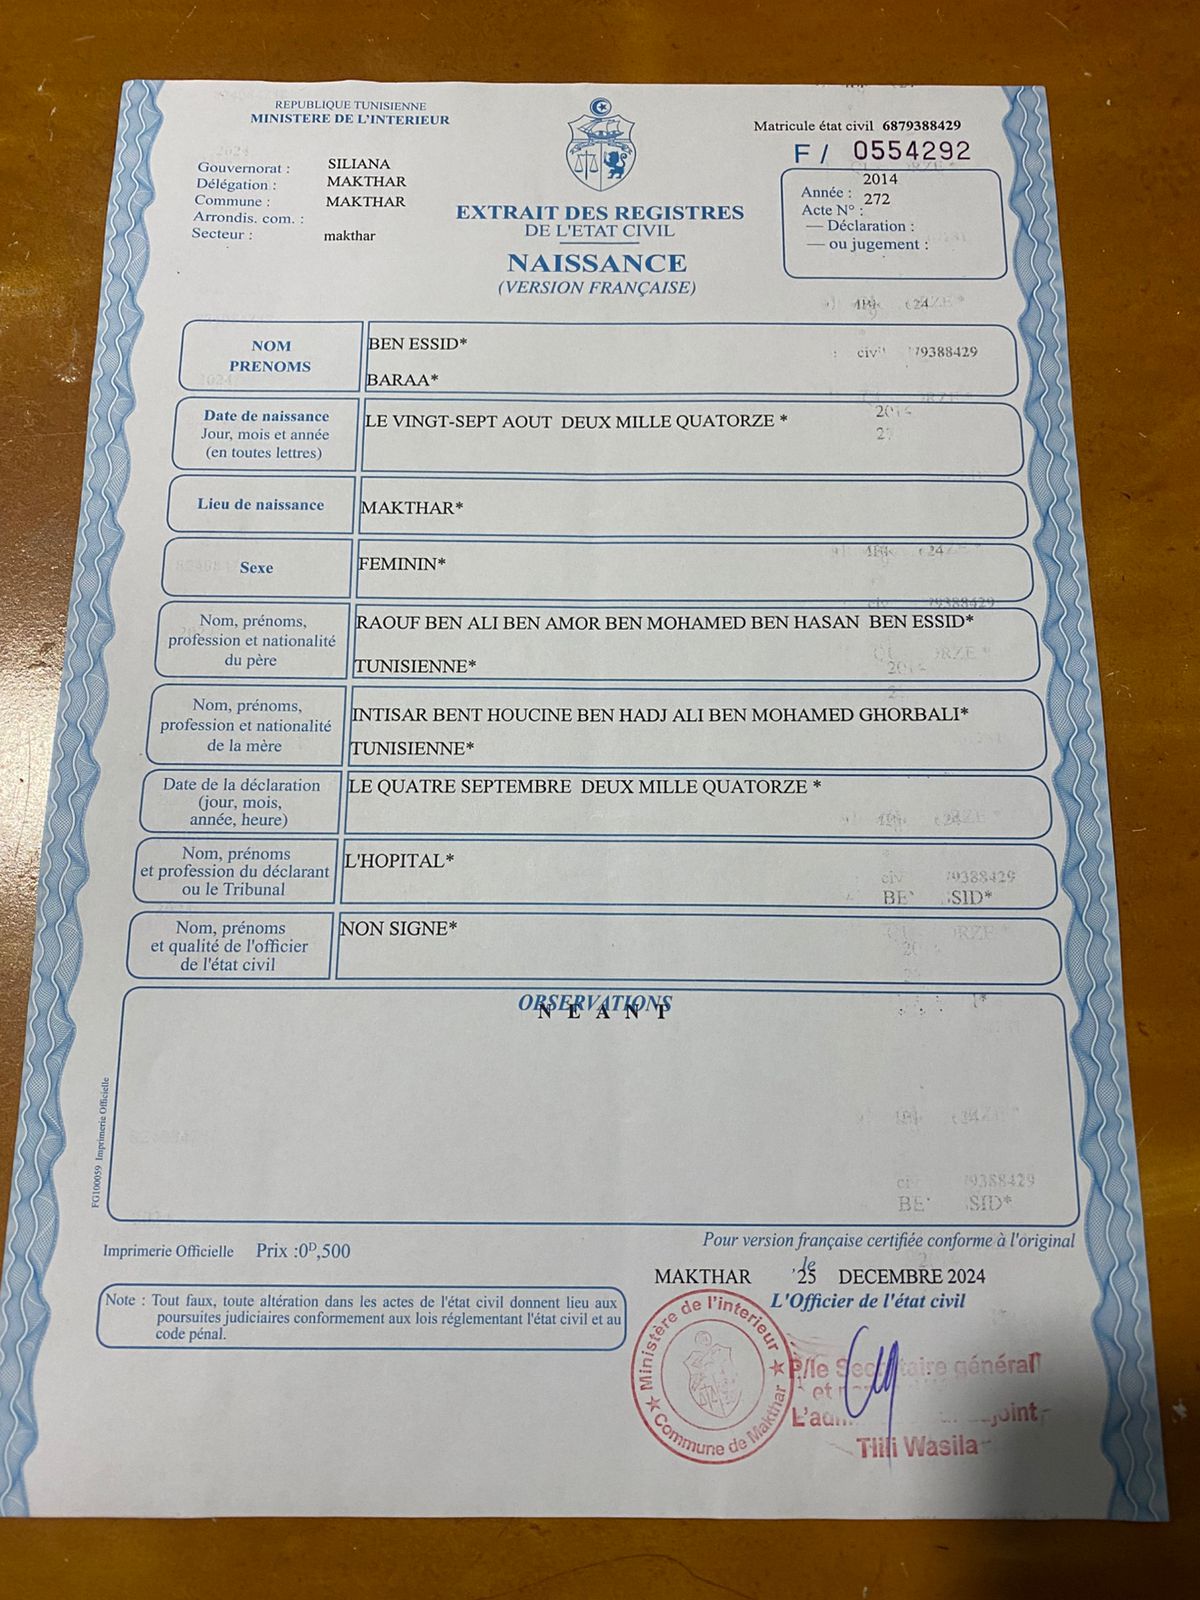 REPUBLIQUE TUNISIENNE
MINISTERE DE L'INTERIEUR
Gouvernorat : SILIANA
Délégation : MAKTHAR
Commune : MAKTHAR
Arrondis. com. :
Secteur : makthar
Matricule état civil 6879388429
F / 0554292
Année : 2014
Acte N° : 272
— Déclaration :
— ou jugement :
EXTRAIT DES REGISTRES
DE L'ETAT CIVIL
NAISSANCE
(VERSION FRANÇAISE)
NOM
PRENOMS
BEN ESSID*
BARAA*
Date de naissance
Jour, mois et année
(en toutes lettres)
LE VINGT-SEPT AOUT DEUX MILLE QUATORZE *
Lieu de naissance
MAKTHAR*
Sexe
FEMININ*
Nom, prénoms,
profession et nationalité
du père
RAOUF BEN ALI BEN AMOR BEN MOHAMED BEN HASAN BEN ESSID*
TUNISIENNE*
Nom, prénoms,
profession et nationalité
de la mère
INTISAR BENT HOUCINE BEN HADJ ALI BEN MOHAMED GHORBALI*
TUNISIENNE*
Date de la déclaration
(jour, mois,
année, heure)
LE QUATRE SEPTEMBRE DEUX MILLE QUATORZE *
Nom, prénoms
et profession du déclarant
ou le Tribunal
L'HOPITAL*
Nom, prénoms
et qualité de l'officier
de l'état civil
NON SIGNE*
OBSERVATIONS
N E A N T
FG100059 Imprimerie Officielle
Imprimerie Officielle Prix :0ᴰ,500
Pour version française certifiée conforme à l'original
MAKTHAR le 25 DECEMBRE 2024
L'Officier de l'état civil
Note : Tout faux, toute altération dans les actes de l'état civil donnent lieu aux
poursuites judiciaires conformement aux lois réglementant l'état civil et au
code pénal.
Ministère de l'interieur
Commune de Makthar
P/le Secrétaire général
et
Tlili Wasila